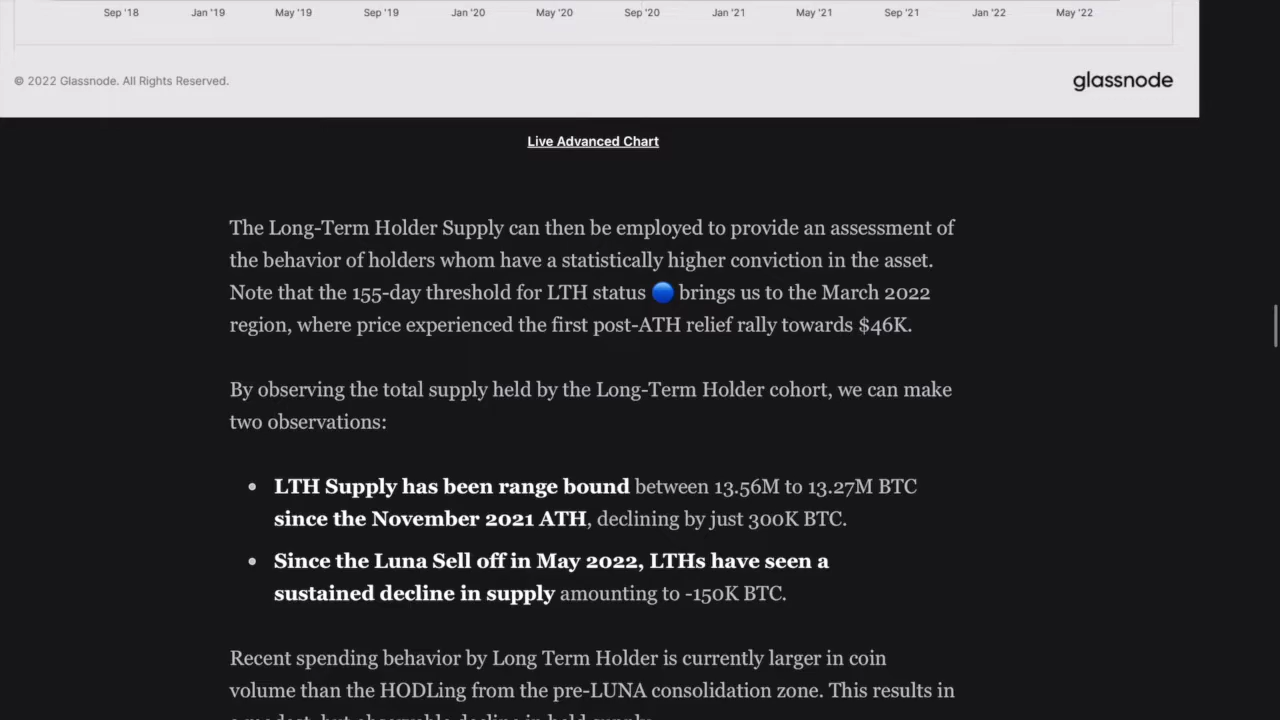 Sep '18 Jan '19 May '19 Sep '19 Jan '20 May '20 Sep '20 Jan '21 May '21 Sep '21 Jan '22 May '22
© 2022 Glassnode. All Rights Reserved.
glassnode
Live Advanced Chart
The Long-Term Holder Supply can then be employed to provide an assessment of
the behavior of holders whom have a statistically higher conviction in the asset.
Note that the 155-day threshold for LTH status 🔵 brings us to the March 2022
region, where price experienced the first post-ATH relief rally towards $46K.
By observing the total supply held by the Long-Term Holder cohort, we can make
two observations:
• LTH Supply has been range bound between 13.56M to 13.27M BTC
since the November 2021 ATH, declining by just 300K BTC.
• Since the Luna Sell off in May 2022, LTHs have seen a
sustained decline in supply amounting to -150K BTC.
Recent spending behavior by Long Term Holder is currently larger in coin
volume than the HODLing from the pre-LUNA consolidation zone. This results in
a modest, but observable decline in held supply.